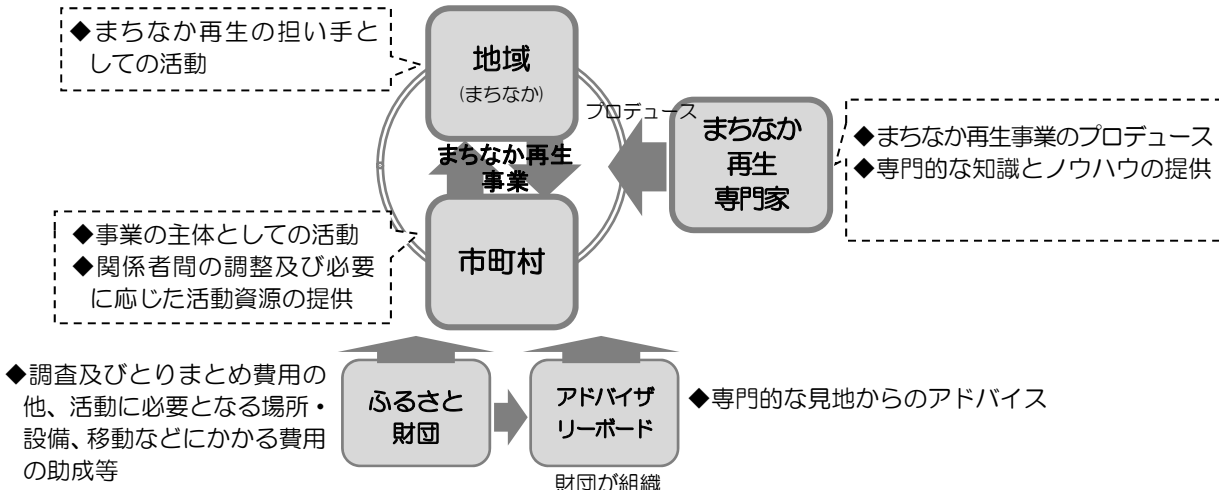 ◆まちなか再生の担い手と
しての活動
地域
(まちなか)
プロデュース
まちなか
再生
専門家
◆まちなか再生事業のプロデュース
◆専門的な知識とノウハウの提供
まちなか再生
事業
◆事業の主体としての活動
◆関係者間の調整及び必要
に応じた活動資源の提供
市町村
◆調査及びとりまとめ費用の
他、活動に必要となる場所・
設備、移動などにかかる費用
の助成等
ふるさと
財団
アドバイザ
リーボード
◆専門的な見地からのアドバイス
財団が組織